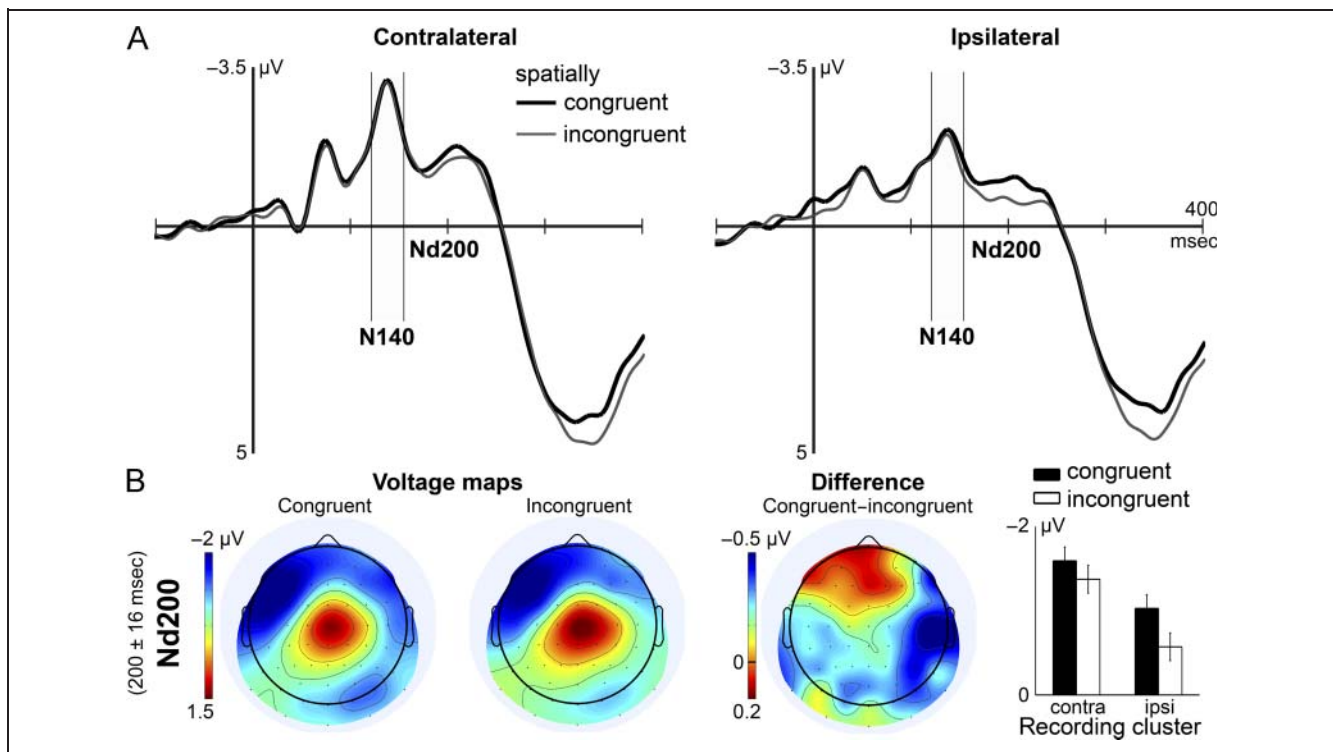 A
Contralateral
Ipsilateral
–3.5 µV
spatially
congruent
incongruent
–3.5 µV
400
msec
Nd200
Nd200
N140
N140
5
5
B
Voltage maps
Difference
congruent
incongruent
Congruent
Incongruent
Congruent–incongruent
(200 ± 16 msec)
Nd200
–2 µV
1.5
–0.5 µV
0
0.2
–2 µV
0
contra ipsi
Recording cluster